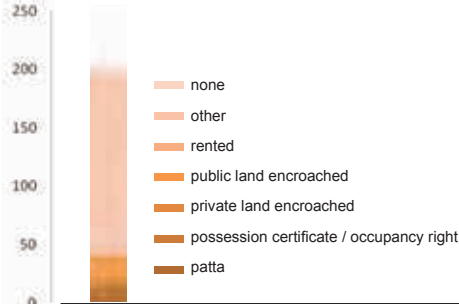 250
200
150
100
50
0
none
other
rented
public land encroached
private land encroached
possession certificate / occupancy right
patta